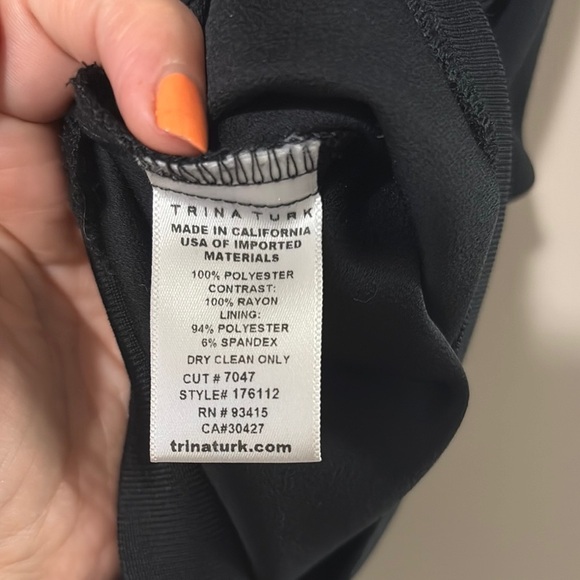 TRINA TURK
MADE IN CALIFORNIA
USA OF IMPORTED
MATERIALS
100% POLYESTER
CONTRAST:
100% RAYON
LINING:
94% POLYESTER
6% SPANDEX
DRY CLEAN ONLY
CUT # 7047
STYLE# 176112
RN # 93415
CA#30427
trinaturk.com